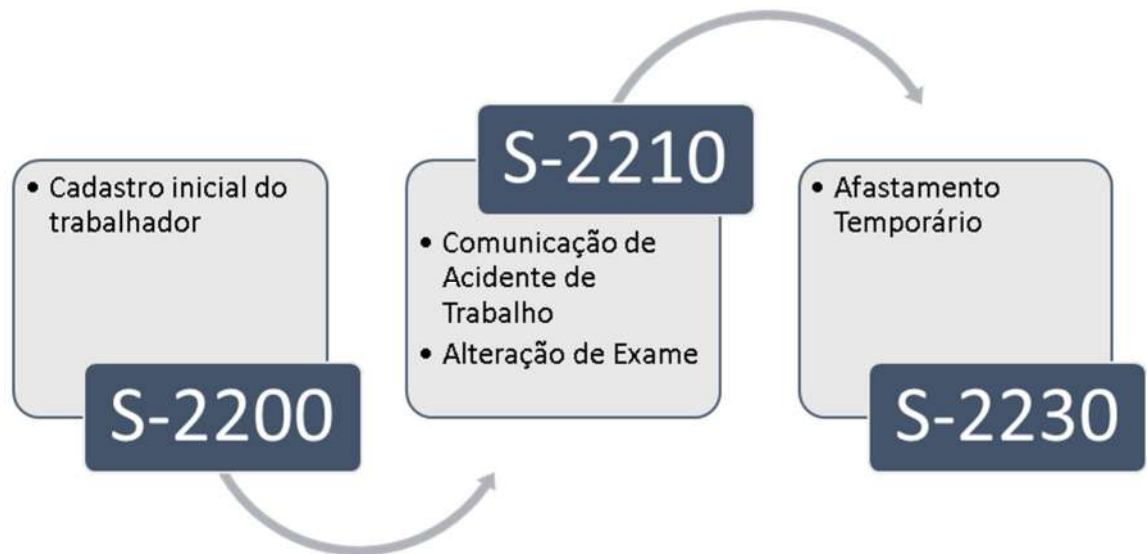 • Cadastro inicial do
trabalhador
S-2200
S-2210
• Comunicação de
Acidente de
Trabalho
• Alteração de Exame
• Afastamento
Temporário
S-2230